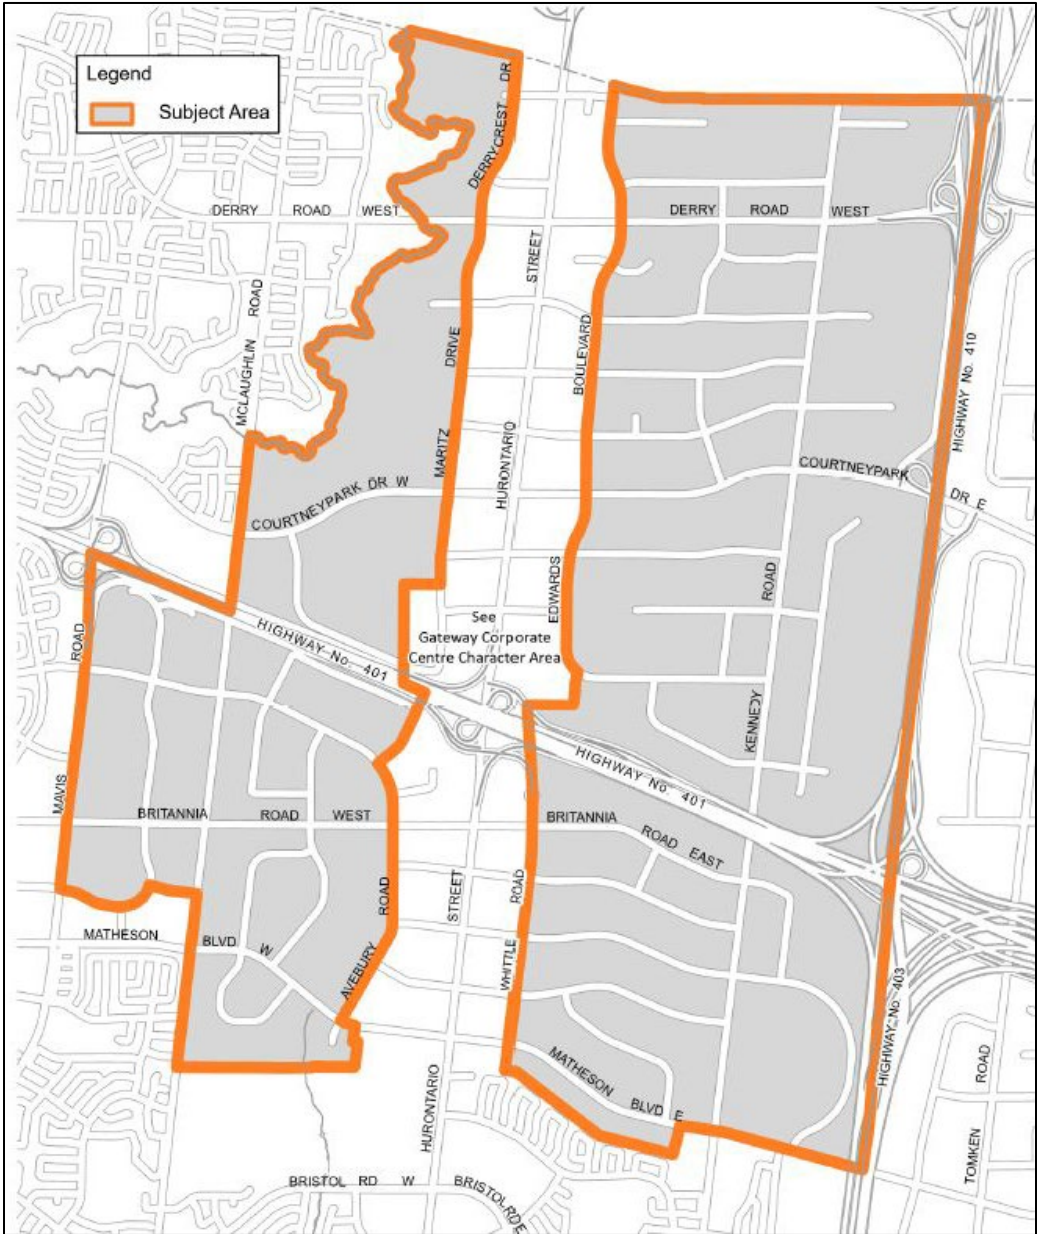 Legend
Subject Area
DERRYCREST DR
DERRY ROAD WEST
DERRY ROAD WEST
STREET
MCLAUGHLIN ROAD
MARITZ DRIVE
BOULEVARD
HIGHWAY No. 410
HURONTARIO
COURTNEYPARK DR W
COURTNEYPARK DR E
EDWARDS
ROAD
See
Gateway Corporate
Centre Character Area
HIGHWAY No. 401
ROAD
KENNEDY
HIGHWAY No. 401
MAVIS
BRITANNIA ROAD WEST
BRITANNIA ROAD EAST
ROAD
STREET
ROAD
MATHESON BLVD W
AVEBURY
WHITTLE
HIGHWAY No 403
MATHESON BLVD E
ROAD
HURONTARIO
TOMKEN
BRISTOL RD W
BRISTOL RD E